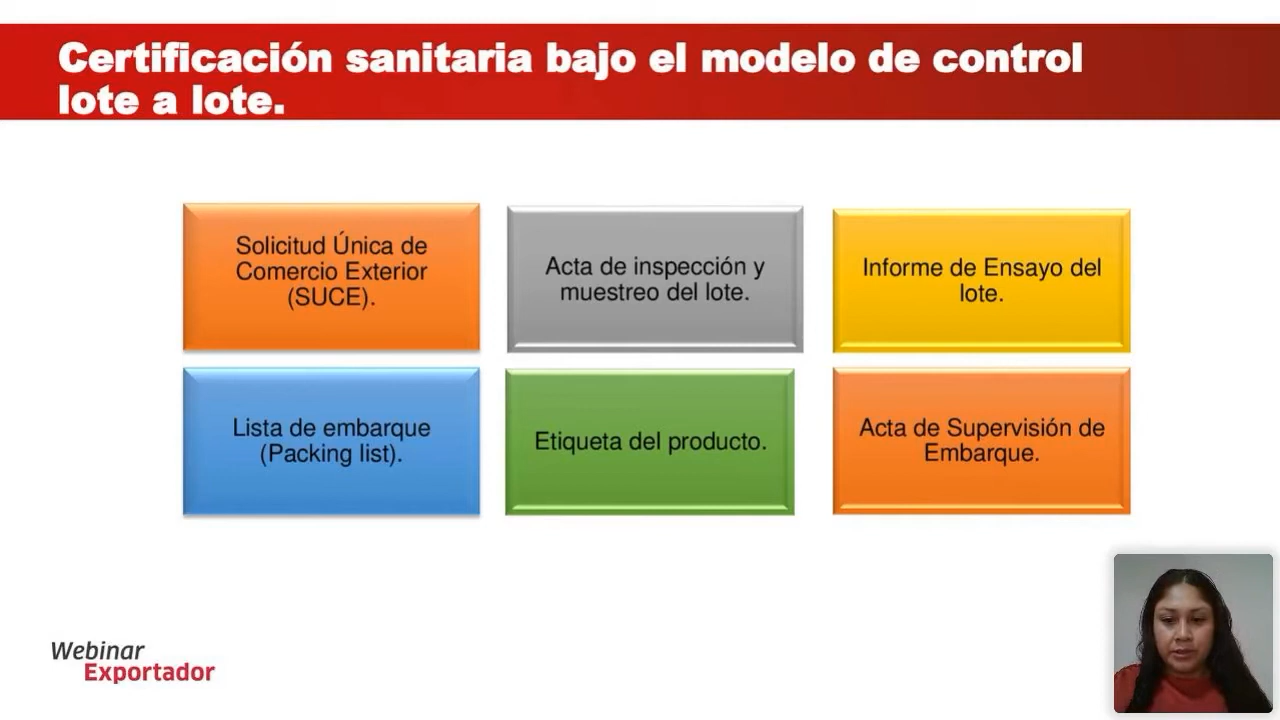 Certificación sanitaria bajo el modelo de control
lote a lote.
Solicitud Única de
Comercio Exterior
(SUCE).
Acta de inspección y
muestreo del lote.
Informe de Ensayo del
lote.
Lista de embarque
(Packing list).
Etiqueta del producto.
Acta de Supervisión de
Embarque.
Webinar
Exportador